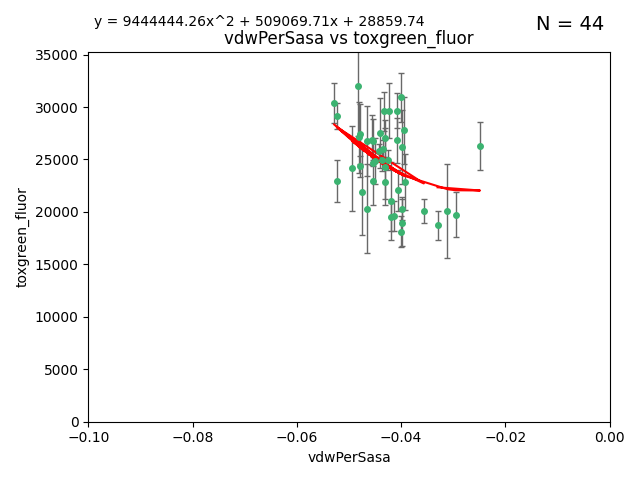 y = 9444444.26x^2 + 509069.71x + 28859.74
N = 44
vdwPerSasa vs toxgreen_fluor
35000
30000
25000
20000
15000
10000
5000
0
toxgreen_fluor
−0.10 −0.08 −0.06 −0.04 −0.02 0.00
vdwPerSasa